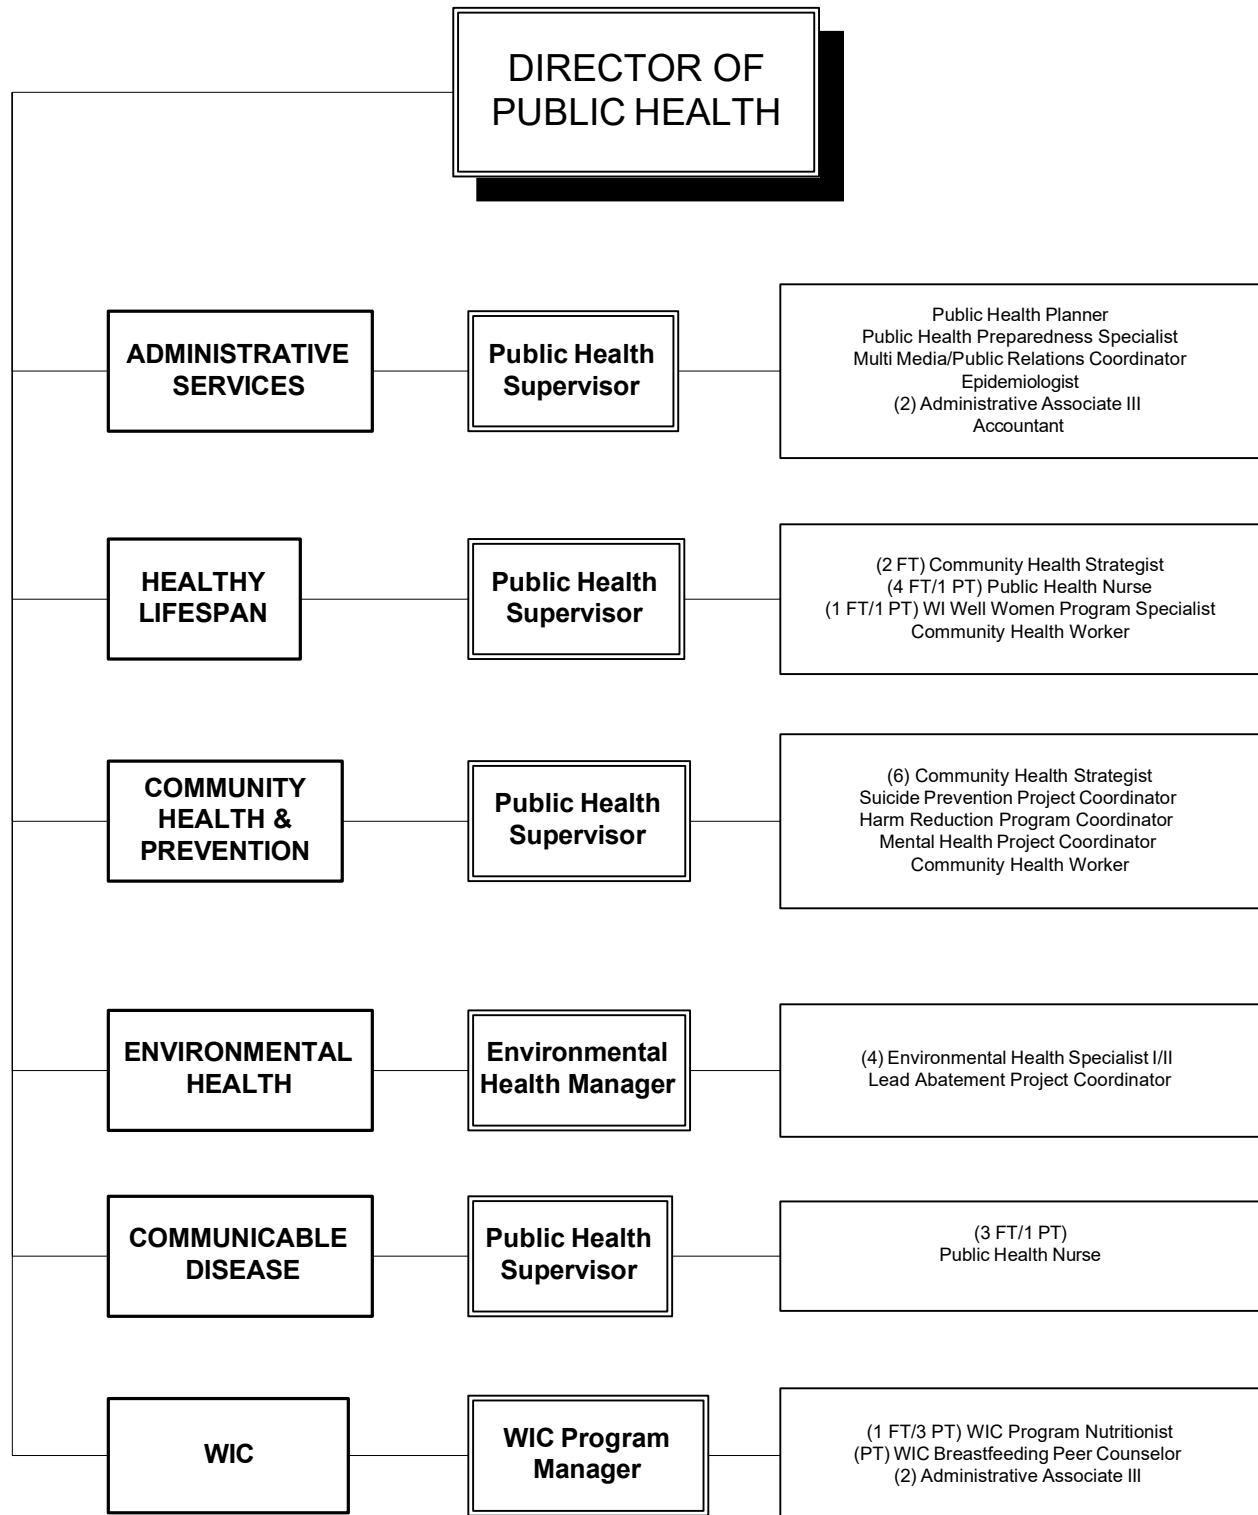 DIRECTOR OF
PUBLIC HEALTH
ADMINISTRATIVE
SERVICES
Public Health
Supervisor
Public Health Planner
Public Health Preparedness Specialist
Multi Media/Public Relations Coordinator
Epidemiologist
(2) Administrative Associate III
Accountant
HEALTHY
LIFESPAN
Public Health
Supervisor
(2 FT) Community Health Strategist
(4 FT/1 PT) Public Health Nurse
(1 FT/1 PT) WI Well Women Program Specialist
Community Health Worker
COMMUNITY
HEALTH &
PREVENTION
Public Health
Supervisor
(6) Community Health Strategist
Suicide Prevention Project Coordinator
Harm Reduction Program Coordinator
Mental Health Project Coordinator
Community Health Worker
ENVIRONMENTAL
HEALTH
Environmental
Health Manager
(4) Environmental Health Specialist I/II
Lead Abatement Project Coordinator
COMMUNICABLE
DISEASE
Public Health
Supervisor
(3 FT/1 PT)
Public Health Nurse
WIC
WIC Program
Manager
(1 FT/3 PT) WIC Program Nutritionist
(PT) WIC Breastfeeding Peer Counselor
(2) Administrative Associate III